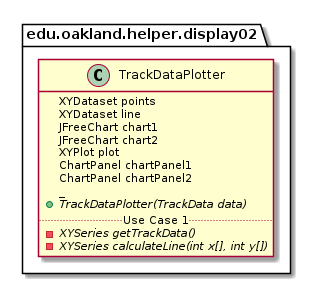 edu.oakland.helper.display02
C TrackDataPlotter
XYDataset points
XYDataset line
JFreeChart chart1
JFreeChart chart2
XYPlot plot
ChartPanel chartPanel1
ChartPanel chartPanel2
_
TrackDataPlotter(TrackData data)
Use Case 1
XYSeries getTrackData()
XYSeries calculateLine(int x[], int y[])